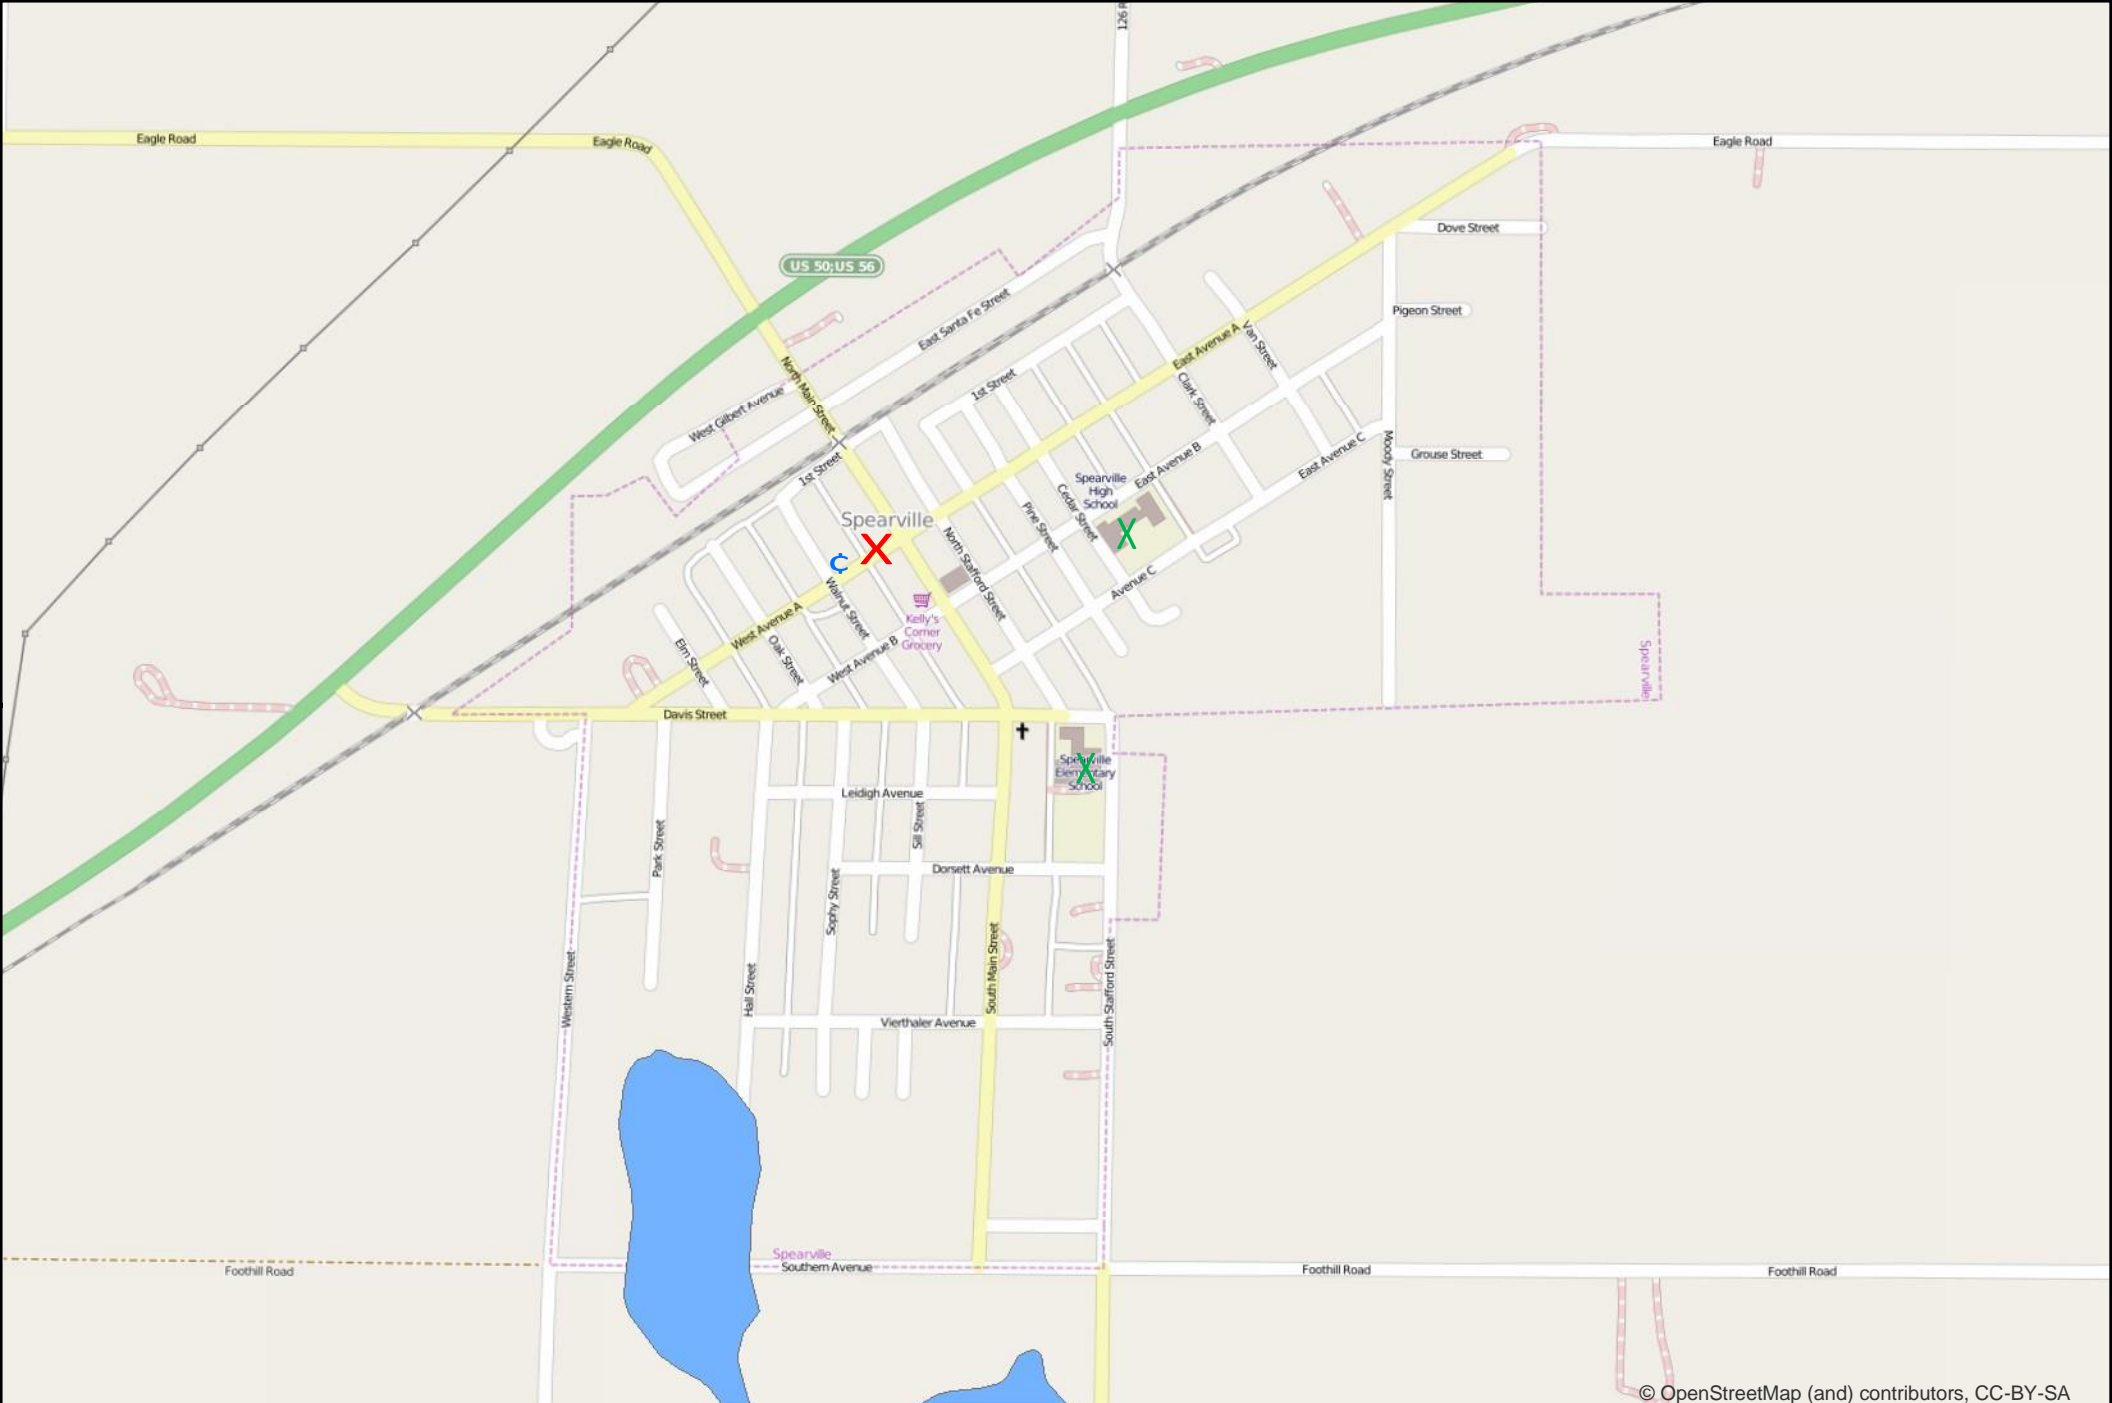 126 R
Eagle Road
Eagle Road
Eagle Road
Dove Street
US 50;US 56
East Santa Fe Street
Pigeon Street
East Avenue A
Van Street
North Main Street
1st Street
Clark Street
West Gilbert Avenue
Moody Street
East Avenue C
Grouse Street
1st Street
East Avenue B
Spearville
High
School
Cedar Street
Pine Street
Spearville
X
X
¢
North Stafford Street
Avenue C
Walnut Street
West Avenue A
Kelly's
Corner
Grocery
Elm Street
Oak Street
West Avenue B
Spearville
Davis Street
Spearville
Elementary
School
X
Leidigh Avenue
Sill Street
Park Street
Dorsett Avenue
Sophy Street
South Main Street
Western Street
Hall Street
South Stafford Street
Vierthaler Avenue
Spearville
Southern Avenue
Foothill Road
Foothill Road
Foothill Road
© OpenStreetMap (and) contributors, CC-BY-SA